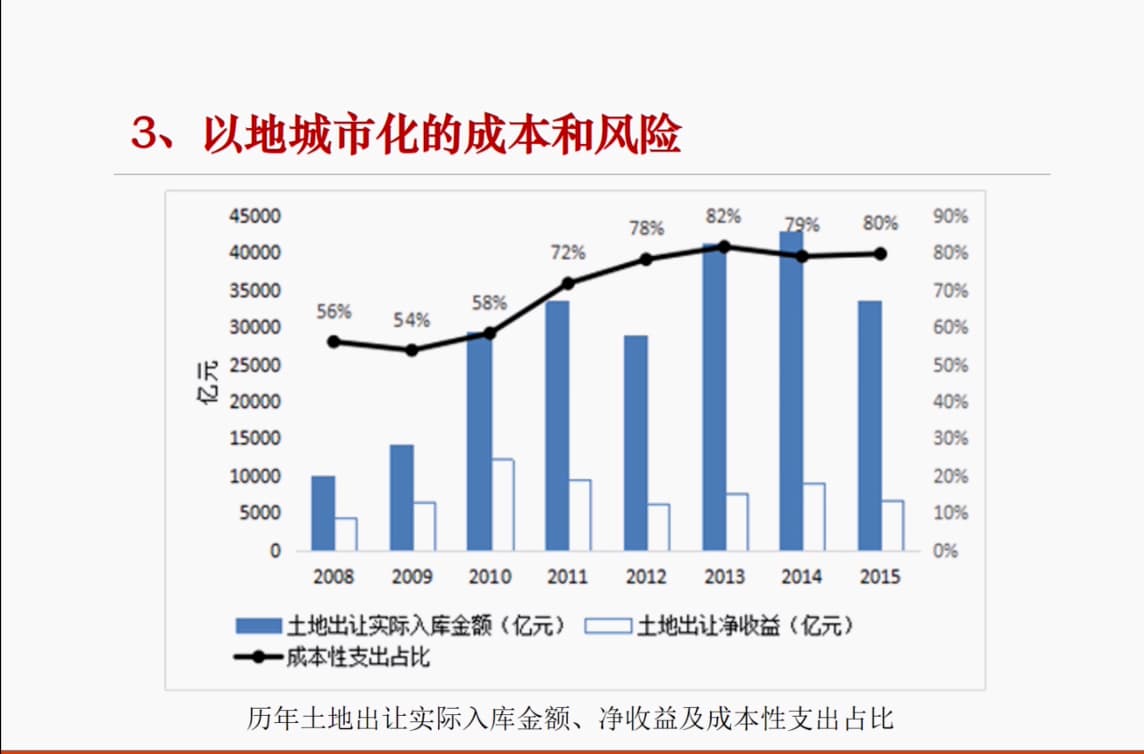 3、以地城市化的成本和风险
45000 56% 54% 58% 72% 78% 82% 79% 80% 90%
40000 80%
35000 70%
30000 60%
25000 50%
20000 40%
15000 30%
10000 20%
5000 10%
0 0%
亿元
2008 2009 2010 2011 2012 2013 2014 2015
土地出让实际入库金额（亿元） 土地出让净收益（亿元）
成本性支出占比
历年土地出让实际入库金额、净收益及成本性支出占比